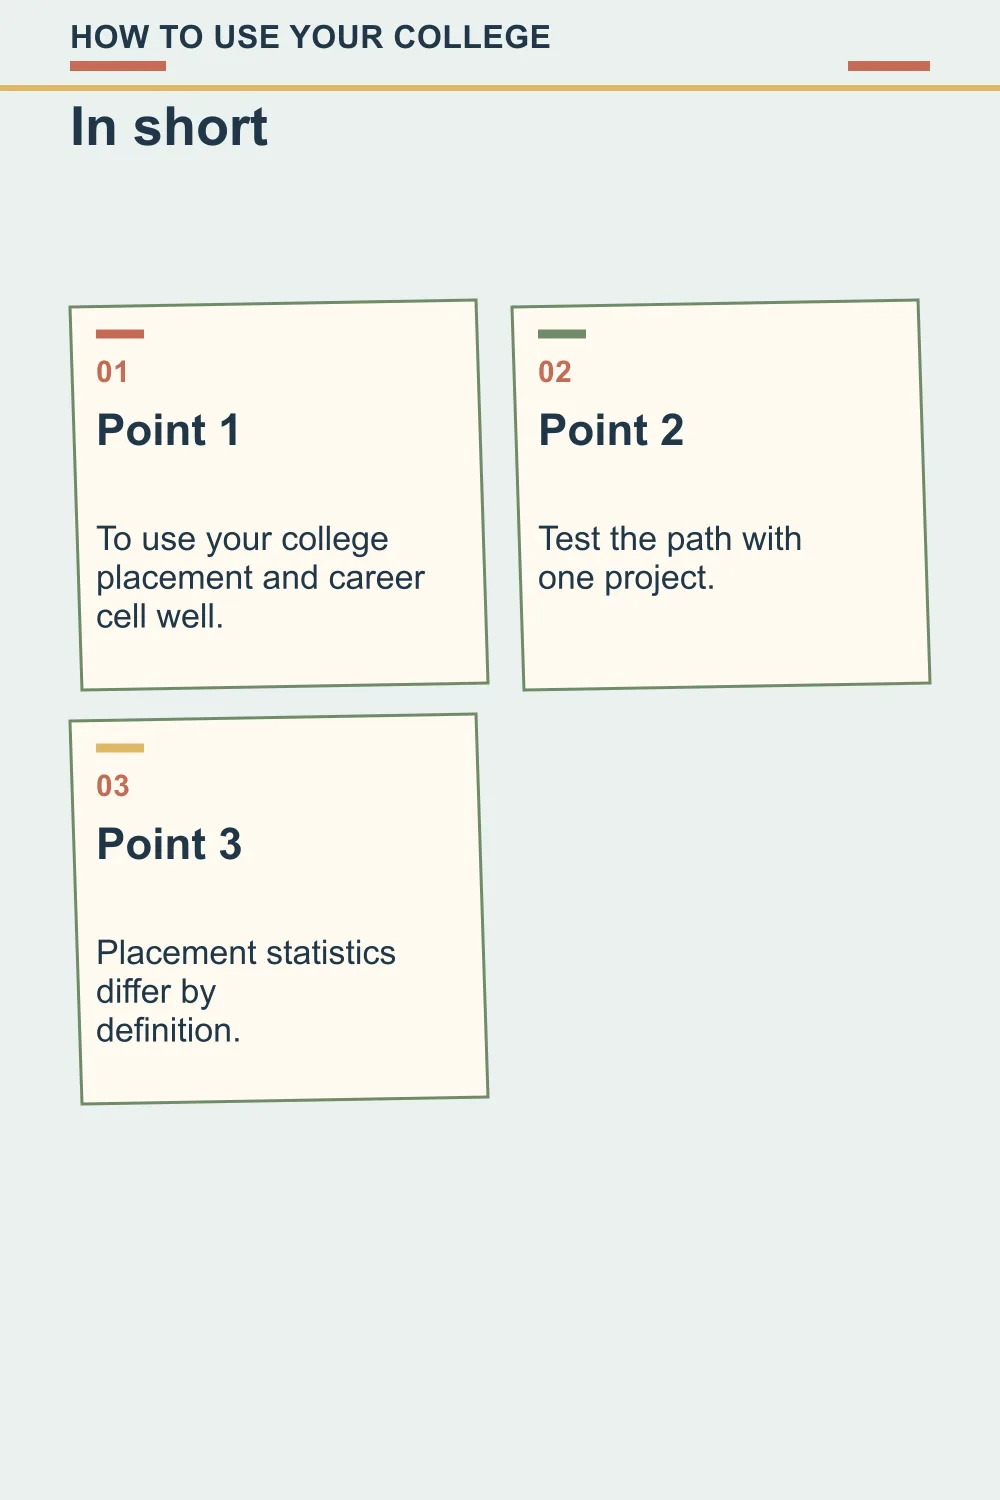 HOW TO USE YOUR COLLEGE
In short
01
Point 1
To use your college
placement and career
cell well.
02
Point 2
Test the path with
one project.
03
Point 3
Placement statistics
differ by
definition.